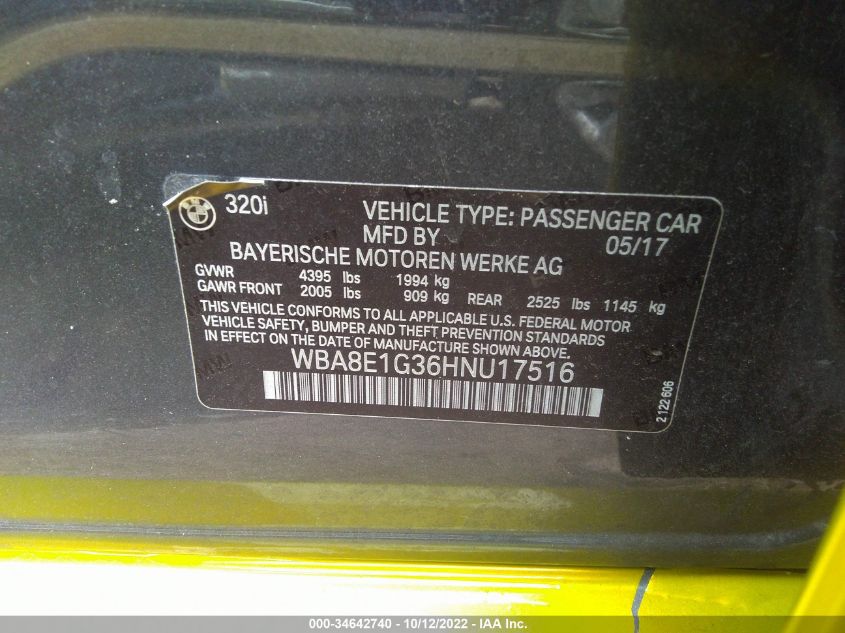 320i
VEHICLE TYPE: PASSENGER CAR
MFD BY 05/17
BAYERISCHE MOTOREN WERKE AG
GVWR 4395 lbs 1994 kg
GAWR FRONT 2005 lbs 909 kg REAR 2525 lbs 1145 kg
THIS VEHICLE CONFORMS TO ALL APPLICABLE U.S. FEDERAL MOTOR
VEHICLE SAFETY, BUMPER AND THEFT PREVENTION STANDARDS
IN EFFECT ON THE DATE OF MANUFACTURE SHOWN ABOVE.
WBA8E1G36HNU17516
2 122 606
000-34642740 - 10/12/2022 - IAA Inc.